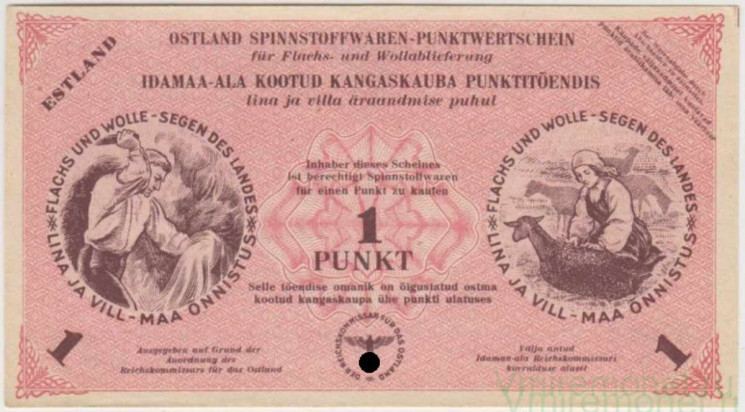 ESTLAND
OSTLAND SPINNSTOFFWAREN-PUNKTWERTSCHEIN
für Flachs- und Wollablieferung
IDAMAA-ALA KOOTUD KANGASKAUBA PUNKTITÕENDIS
lina ja villa äraandmise puhul
FLACHS UND WOLLE - SEGEN DES LANDES
LINA JA VILL - MAA ÕNNISTUS
Inhaber dieses Scheines
ist berechtigt Spinnstoffwaren
für einen Punkt zu kaufen
1
PUNKT
Selle tõendise omanik on õigustatud ostma
kootud kangaskaupa ühe punkti ulatuses
FLACHS UND WOLLE - SEGEN DES LANDES
LINA JA VILL - MAA ÕNNISTUS
1
Ausgegeben auf Grund der
Anordnung des
Reichskommissars für das Ostland
DER REICHSKOMMISSAR FÜR DAS OSTLAND
Välja antud
Idamaa-ala Reichskommissari
korralduse alusel
1